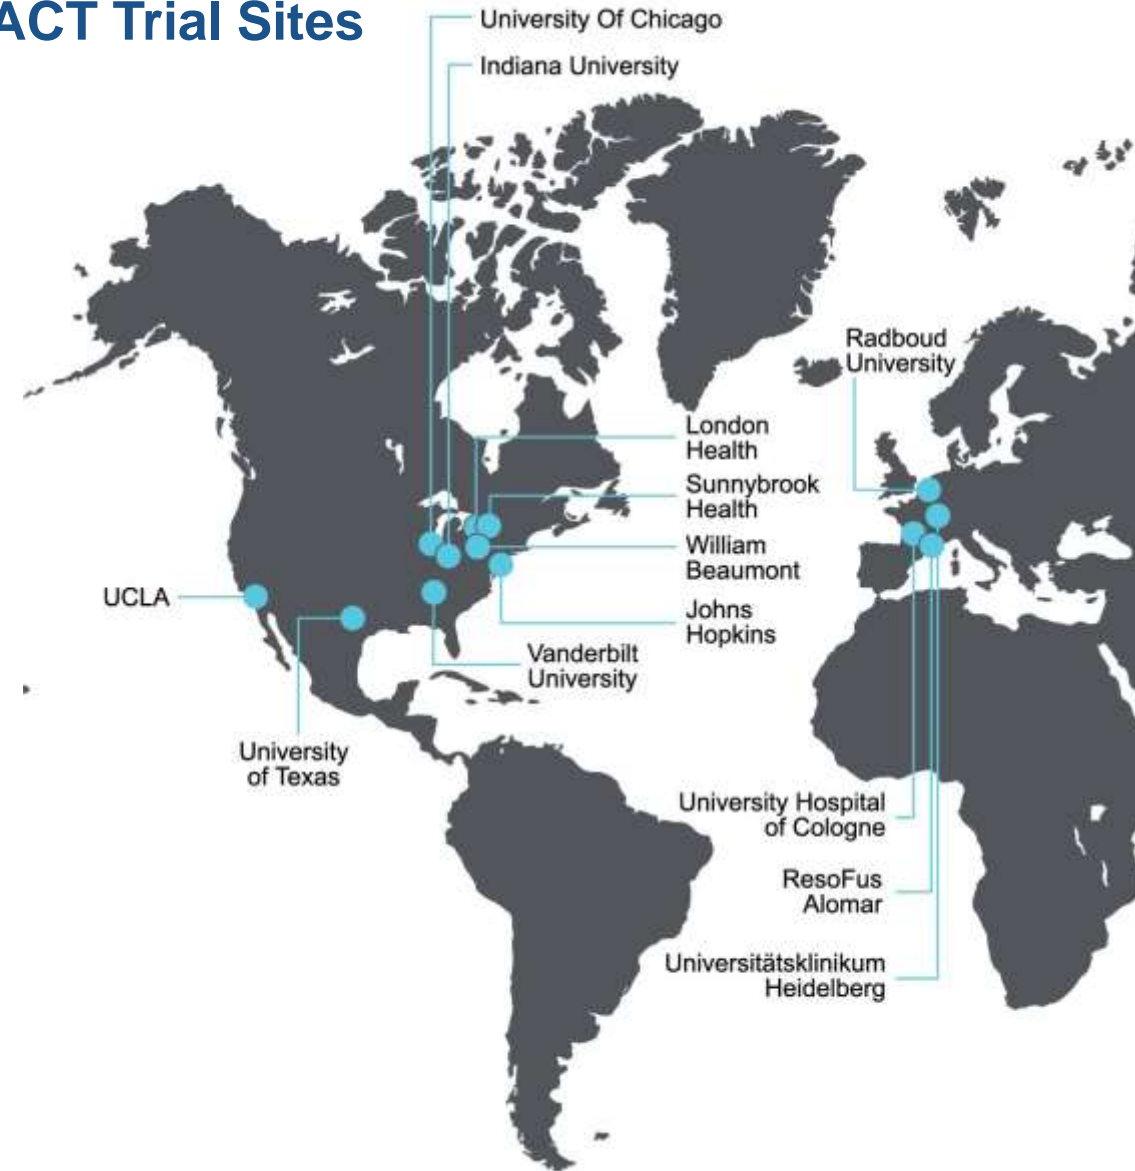 ACT Trial Sites
University Of Chicago
Indiana University
Radboud
University
London
Health
Sunnybrook
Health
William
Beaumont
UCLA
Johns
Hopkins
Vanderbilt
University
University
of Texas
University Hospital
of Cologne
ResoFus
Alomar
Universitätsklinikum
Heidelberg